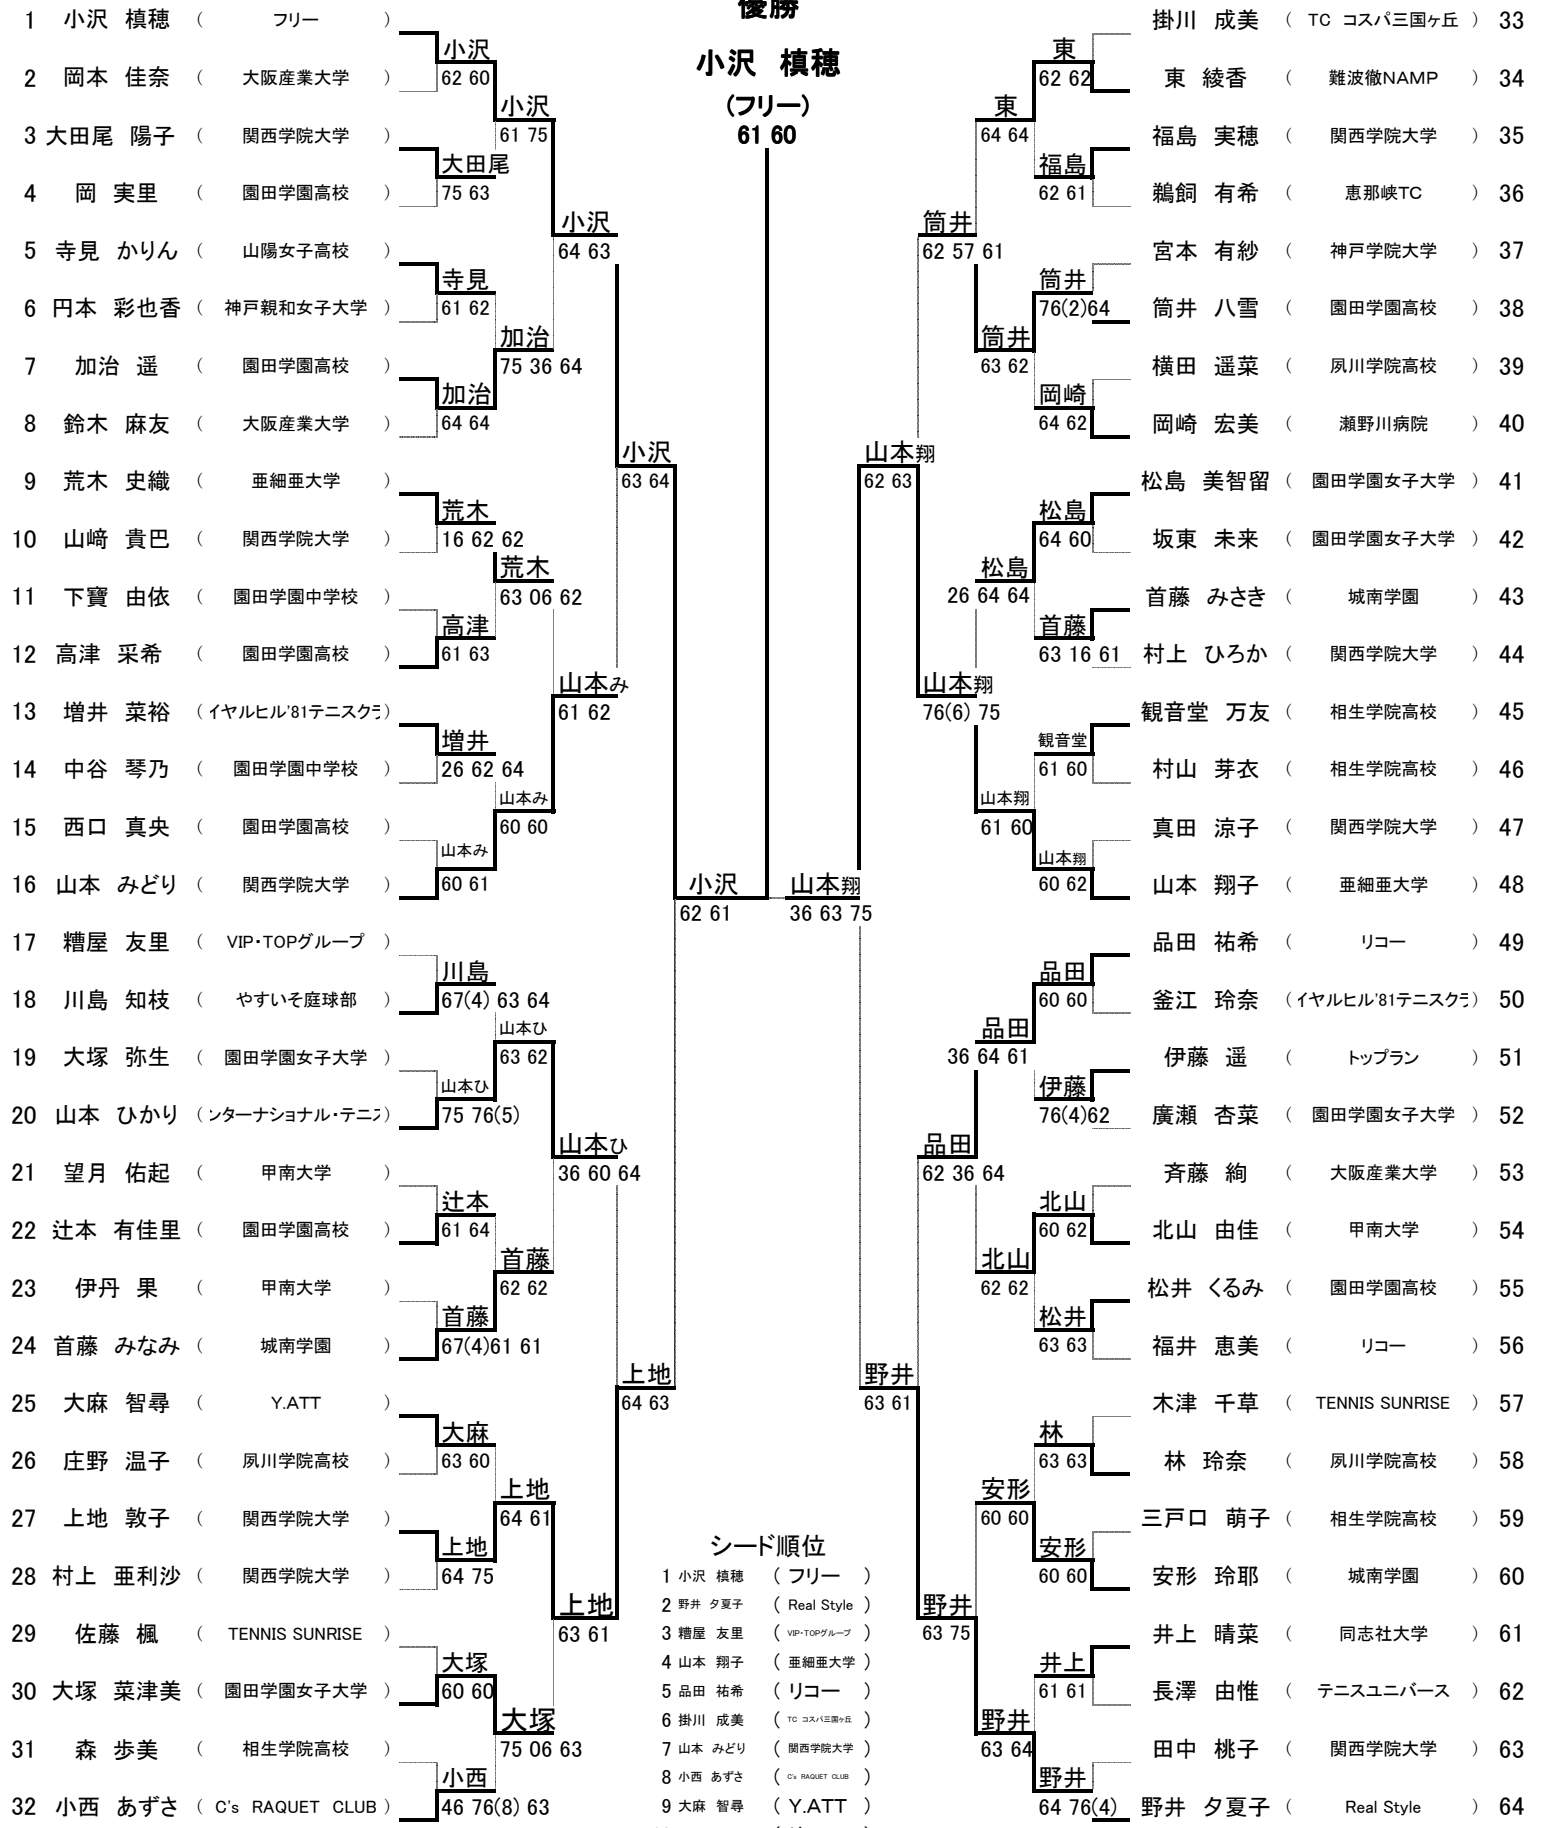 優勝
小沢 槙穂
(フリー)
61 60
1 小沢 槙穂 ( フリー )
2 岡本 佳奈 ( 大阪産業大学 )
3 大田尾 陽子 ( 関西学院大学 )
4 岡 実里 ( 園田学園高校 )
5 寺見 かりん ( 山陽女子高校 )
6 円本 彩也香 ( 神戸親和女子大学 )
7 加治 遥 ( 園田学園高校 )
8 鈴木 麻友 ( 大阪産業大学 )
9 荒木 史織 ( 亜細亜大学 )
10 山﨑 貴巴 ( 関西学院大学 )
11 下寶 由依 ( 園田学園中学校 )
12 高津 采希 ( 園田学園高校 )
13 増井 菜裕 ( イヤルヒル'81テニスクラ )
14 中谷 琴乃 ( 園田学園中学校 )
15 西口 真央 ( 園田学園高校 )
16 山本 みどり ( 関西学院大学 )
17 糟屋 友里 ( VIP・TOPグループ )
18 川島 知枝 ( やすいそ庭球部 )
19 大塚 弥生 ( 園田学園女子大学 )
20 山本 ひかり ( ンターナショナル・テニス )
21 望月 佑起 ( 甲南大学 )
22 辻本 有佳里 ( 園田学園高校 )
23 伊丹 果 ( 甲南大学 )
24 首藤 みなみ ( 城南学園 )
25 大麻 智尋 ( Y.ATT )
26 庄野 温子 ( 夙川学院高校 )
27 上地 敦子 ( 関西学院大学 )
28 村上 亜利沙 ( 関西学院大学 )
29 佐藤 楓 ( TENNIS SUNRISE )
30 大塚 菜津美 ( 園田学園女子大学 )
31 森 歩美 ( 相生学院高校 )
32 小西 あずさ ( C's RAQUET CLUB )
小沢
62 60
大田尾
75 63
寺見
61 62
加治
64 64
荒木
16 62 62
高津
61 63
増井
26 62 64
山本み
60 61
川島
67(4) 63 64
山本ひ
75 76(5)
辻本
61 64
首藤
67(4)61 61
大麻
63 60
上地
64 75
大塚
60 60
小西
46 76(8) 63
小沢
61 75
加治
75 36 64
荒木
63 06 62
山本み
60 60
山本ひ
63 62
首藤
62 62
上地
64 61
大塚
75 06 63
小沢
64 63
山本み
61 62
山本ひ
36 60 64
上地
63 61
小沢
63 64
上地
64 63
小沢
62 61
山本翔
36 63 75
山本翔
62 63
野井
63 61
筒井
62 57 61
山本翔
76(6) 75
品田
62 36 64
野井
63 75
東
64 64
筒井
63 62
松島
26 64 64
山本翔
61 60
品田
36 64 61
北山
62 62
安形
60 60
野井
63 64
東
62 62
福島
62 61
筒井
76(2)64
岡崎
64 62
松島
64 60
首藤
63 16 61
観音堂
61 60
山本翔
60 62
品田
60 60
伊藤
76(4)62
北山
60 62
松井
63 63
林
63 63
安形
60 60
井上
61 61
野井
64 76(4)
掛川 成美 ( TC コスパ三国ヶ丘 ) 33
東 綾香 ( 難波徹NAMP ) 34
福島 実穂 ( 関西学院大学 ) 35
鵜飼 有希 ( 恵那峡TC ) 36
宮本 有紗 ( 神戸学院大学 ) 37
筒井 八雪 ( 園田学園高校 ) 38
横田 遥菜 ( 夙川学院高校 ) 39
岡崎 宏美 ( 瀬野川病院 ) 40
松島 美智留 ( 園田学園女子大学 ) 41
坂東 未来 ( 園田学園女子大学 ) 42
首藤 みさき ( 城南学園 ) 43
村上 ひろか ( 関西学院大学 ) 44
観音堂 万友 ( 相生学院高校 ) 45
村山 芽衣 ( 相生学院高校 ) 46
真田 涼子 ( 関西学院大学 ) 47
山本 翔子 ( 亜細亜大学 ) 48
品田 祐希 ( リコー ) 49
釜江 玲奈 ( イヤルヒル'81テニスクラ ) 50
伊藤 遥 ( トップラン ) 51
廣瀬 杏菜 ( 園田学園女子大学 ) 52
斉藤 絢 ( 大阪産業大学 ) 53
北山 由佳 ( 甲南大学 ) 54
松井 くるみ ( 園田学園高校 ) 55
福井 恵美 ( リコー ) 56
木津 千草 ( TENNIS SUNRISE ) 57
林 玲奈 ( 夙川学院高校 ) 58
三戸口 萌子 ( 相生学院高校 ) 59
安形 玲耶 ( 城南学園 ) 60
井上 晴菜 ( 同志社大学 ) 61
長澤 由惟 ( テニスユニバース ) 62
田中 桃子 ( 関西学院大学 ) 63
野井 夕夏子 ( Real Style ) 64
シード順位
1 小沢 槙穂 ( フリー )
2 野井 夕夏子 ( Real Style )
3 糟屋 友里 ( VIP・TOPグループ )
4 山本 翔子 ( 亜細亜大学 )
5 品田 祐希 ( リコー )
6 掛川 成美 ( TC コスパ三国ヶ丘 )
7 山本 みどり ( 関西学院大学 )
8 小西 あずさ ( C's RAQUET CLUB )
9 大麻 智尋 ( Y.ATT )